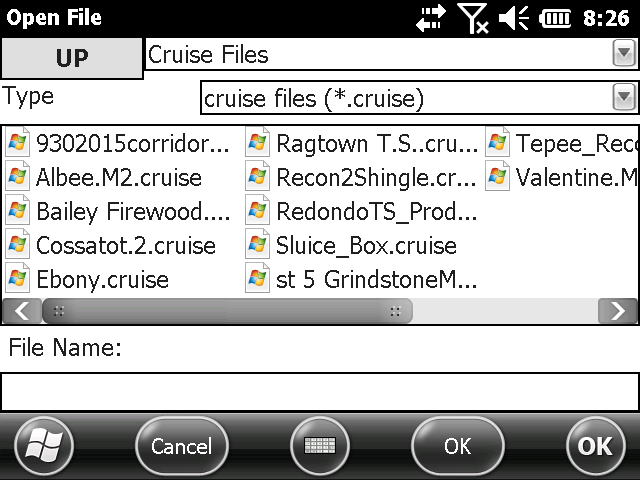 Open File
8:26
UP
Cruise Files
Type
cruise files (*.cruise)
9302015corridor...
Ragtown T.S..cru...
Tepee_Reco
Albee.M2.cruise
Recon2Shingle.cr...
Valentine.M
Bailey Firewood....
RedondoTS_Prod...
Cossatot.2.cruise
Sluice_Box.cruise
Ebony.cruise
st 5 GrindstoneM...
File Name:
Cancel
OK
OK